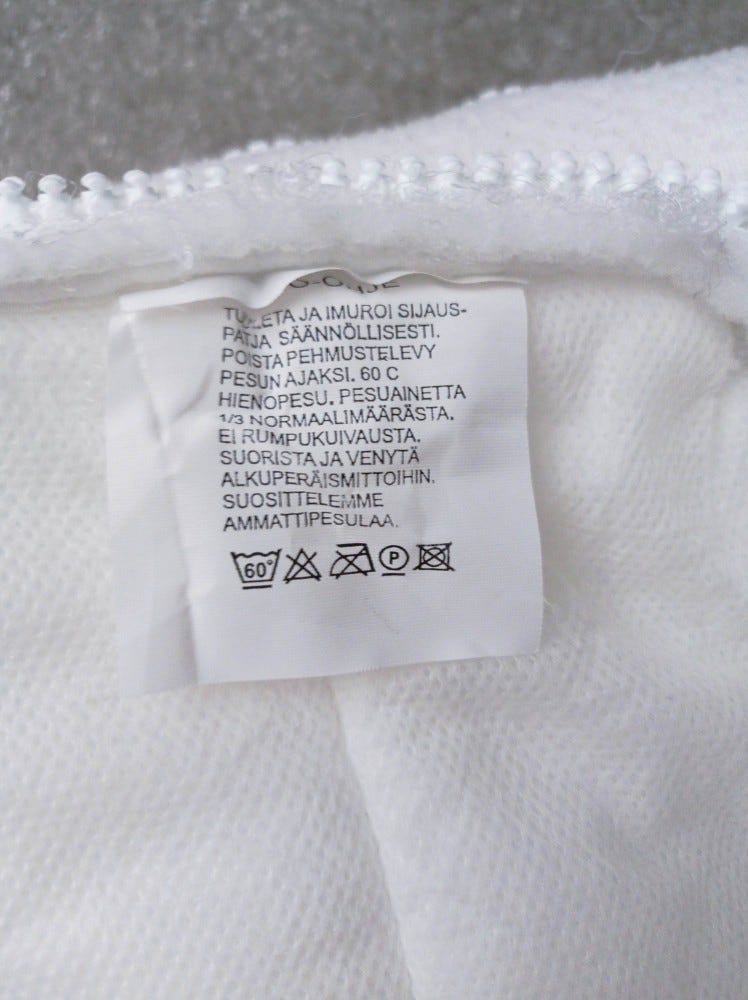 TUULETA JA IMUROI SIJAUS-
PATJA SÄÄNNÖLLISESTI.
POISTA PEHMUSTELEVY
PESUN AJAKSI. 60 C
HIENOPESU. PESUAINETTA
1/3 NORMAALIMÄÄRÄSTÄ.
EI RUMPUKUIVAUSTA.
SUORISTA JA VENYTÄ
ALKUPERÄISMITTOIHIN.
SUOSITTELEMME
AMMATTIPESULAA.
60° P